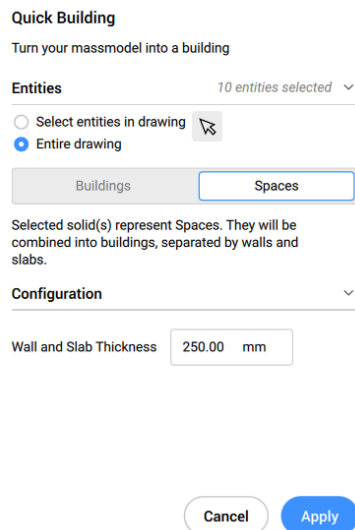 Quick Building
Turn your massmodel into a building
Entities 10 entities selected
Select entities in drawing
Entire drawing
Buildings Spaces
Selected solid(s) represent Spaces. They will be
combined into buildings, separated by walls and
slabs.
Configuration
Wall and Slab Thickness 250.00 mm
Cancel Apply